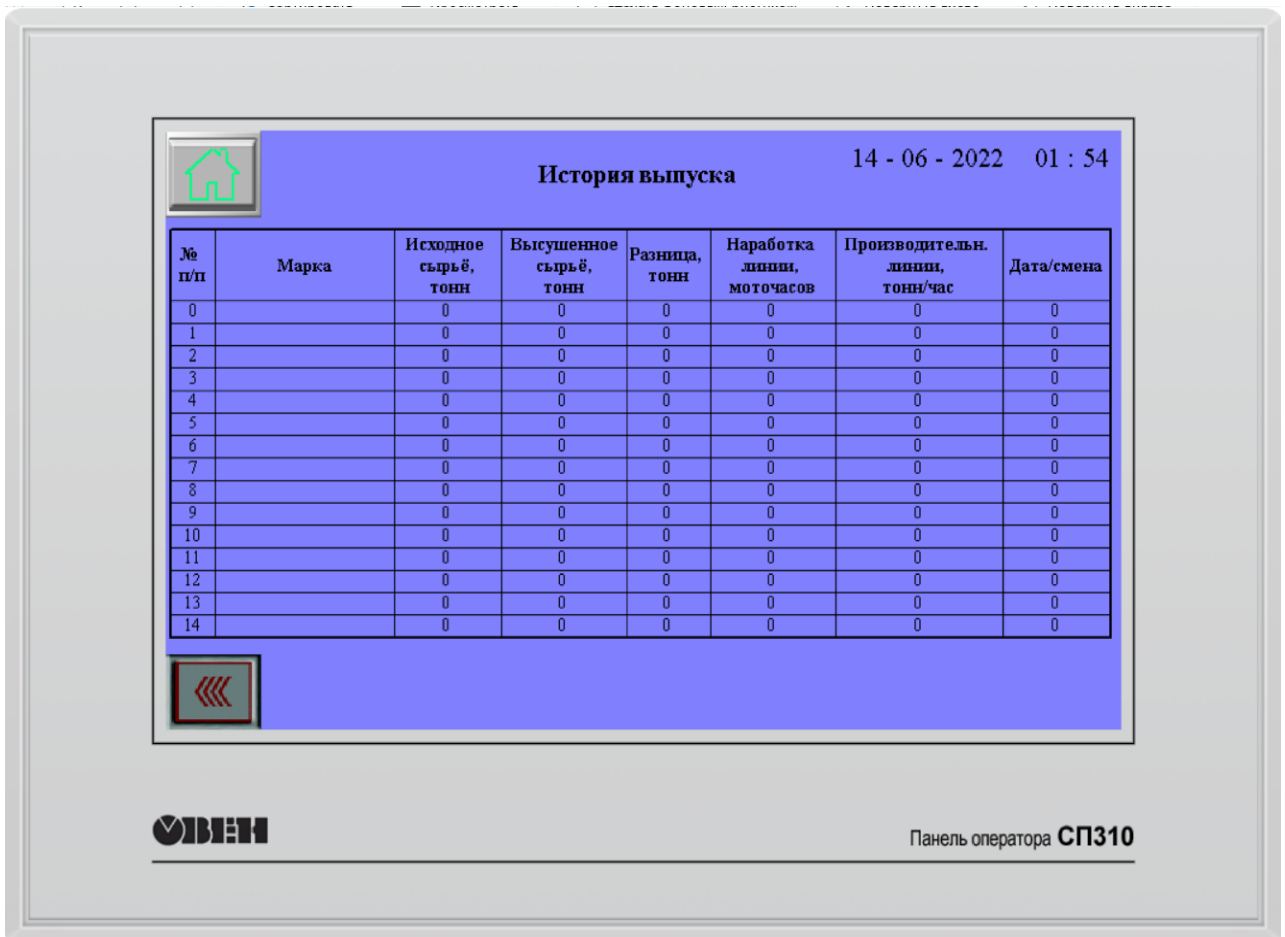 История выпуска
14 - 06 - 2022 01 : 54
№ п/п Марка Исходное сырьё, тонн Высушенное сырьё, тонн Разница, тонн Наработка линии, моточасов Производительн. линии, тонн/час Дата/смена
0 0 0 0 0 0 0
1 0 0 0 0 0 0
2 0 0 0 0 0 0
3 0 0 0 0 0 0
4 0 0 0 0 0 0
5 0 0 0 0 0 0
6 0 0 0 0 0 0
7 0 0 0 0 0 0
8 0 0 0 0 0 0
9 0 0 0 0 0 0
10 0 0 0 0 0 0
11 0 0 0 0 0 0
12 0 0 0 0 0 0
13 0 0 0 0 0 0
14 0 0 0 0 0 0
ОВЕН
Панель оператора СП310